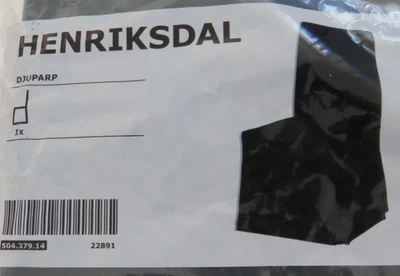 HENRIKSDAL
DJUPARP
1x
504.379.14 22891